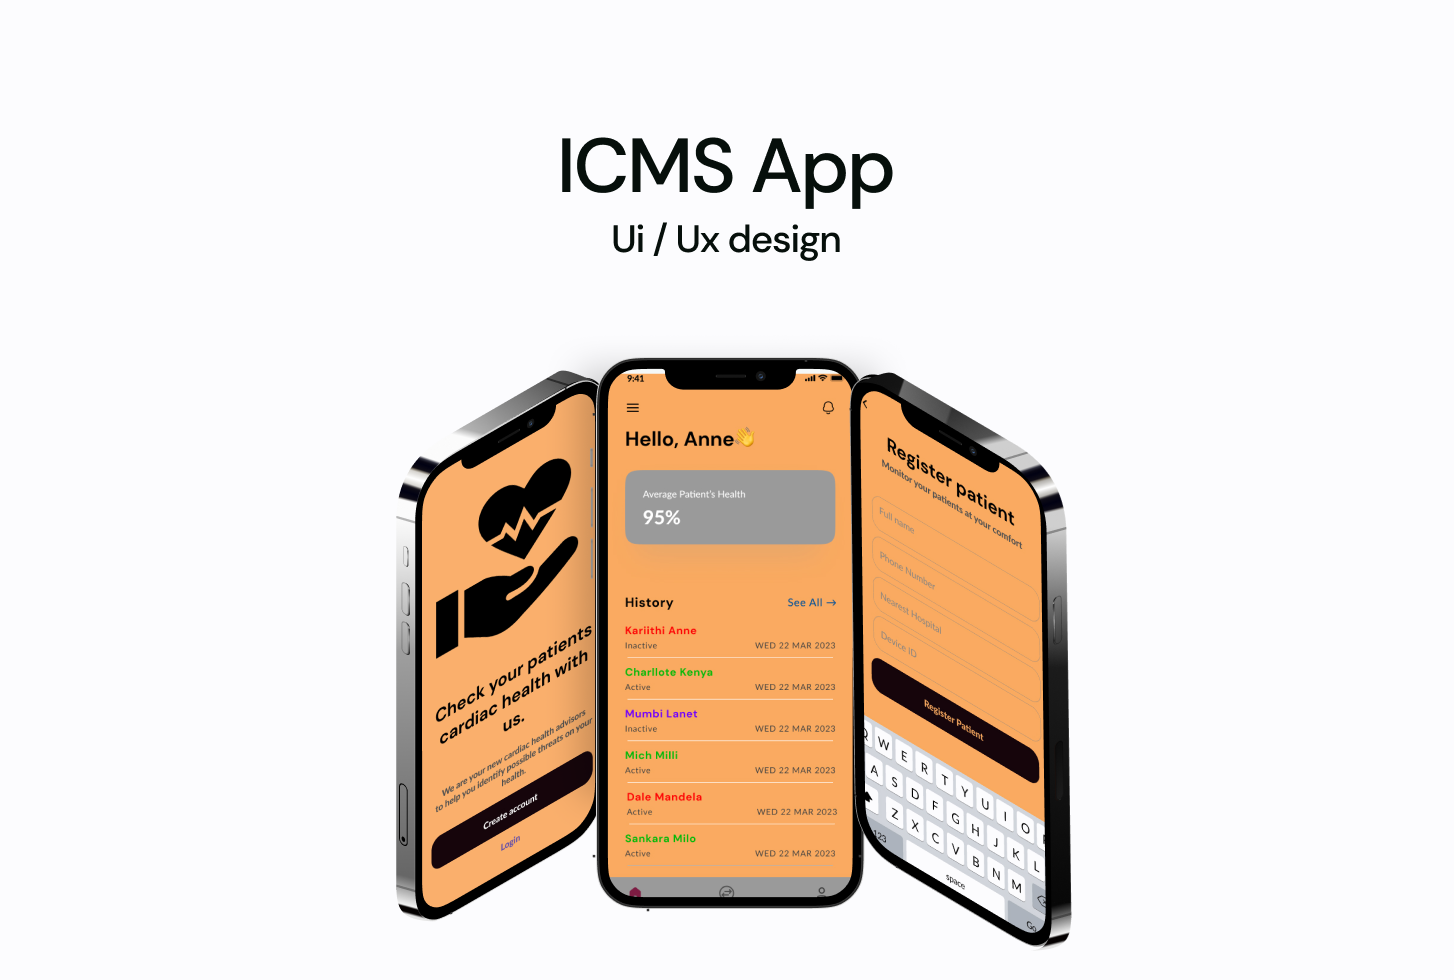 ICMS App
Ui / Ux design
Check your patients
cardiac health with
us.
We are your new cardiac health advisors
to help you identify possible threats on your
health.
Create account
Login
9:41
Hello, Anne👋
Average Patient's Health
95%
History
See All →
Kariithi Anne
Inactive
WED 22 MAR 2023
Charllote Kenya
Active
WED 22 MAR 2023
Mumbi Lanet
Inactive
WED 22 MAR 2023
Mich Milli
Active
WED 22 MAR 2023
Dale Mandela
Active
WED 22 MAR 2023
Sankara Milo
Active
WED 22 MAR 2023
Register patient
Monitor your patients at your comfort
Full name
Phone Number
Nearest Hospital
Device ID
Register Patient
Q W E R T Y U I O P
A S D F G H J K L
Z X C V B N M
123
space
Go